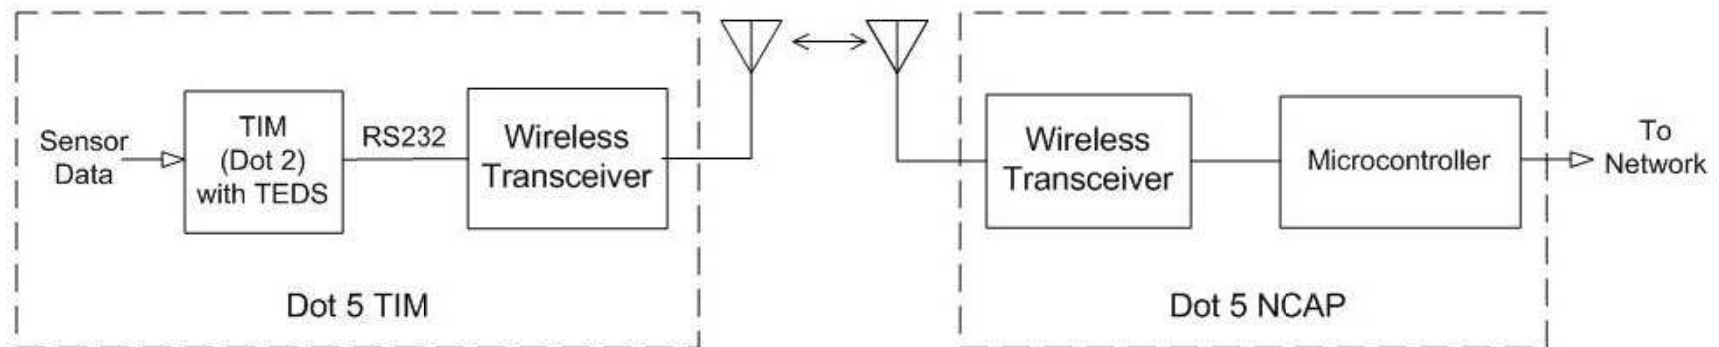 Sensor
Data
TIM
(Dot 2)
with TEDS
RS232
Wireless
Transceiver
Dot 5 TIM
Wireless
Transceiver
Microcontroller
To
Network
Dot 5 NCAP